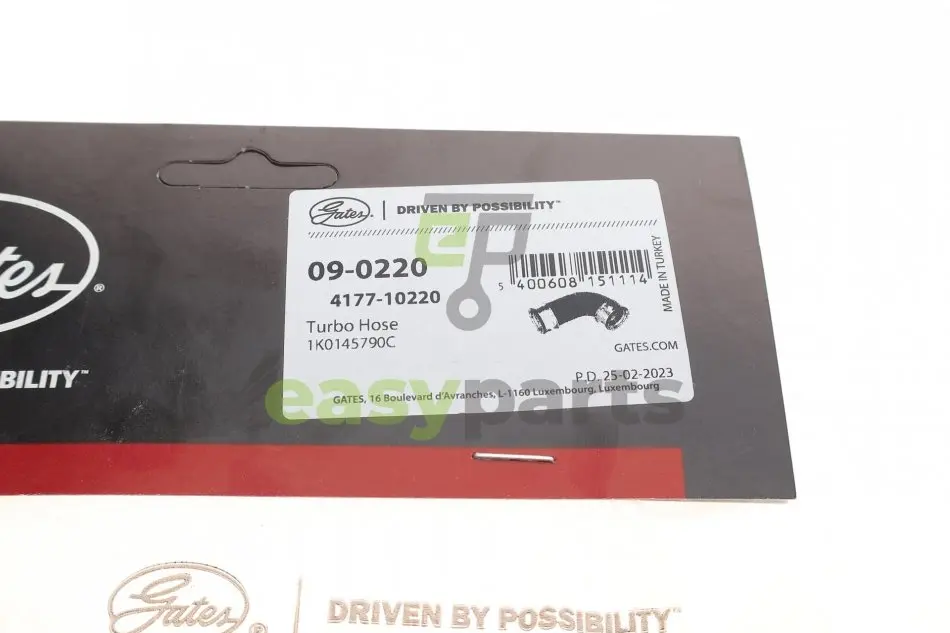 Gates® | DRIVEN BY POSSIBILITY™
09-0220
4177-10220
Turbo Hose
1K0145790C
5 400608 151114
MADE IN TURKEY
GATES.COM
P.D. 25-02-2023
GATES, 16 Boulevard d'Avranches, L-1160 Luxembourg, Luxembourg
easyparts
tes®
SIBILITY™
Gates® | DRIVEN BY POSSIBILITY™